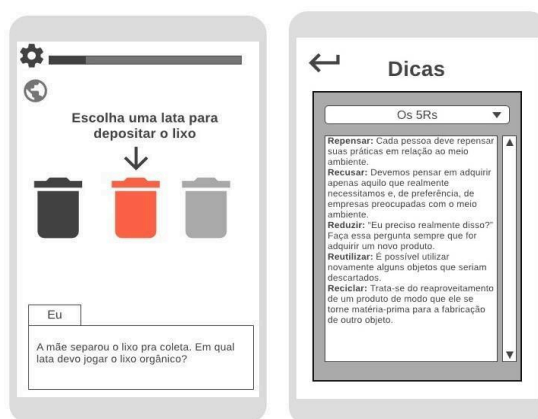 Escolha uma lata para
depositar o lixo
Eu
A mãe separou o lixo pra coleta. Em qual
lata devo jogar o lixo orgânico?
Dicas
Os 5Rs
Repensar: Cada pessoa deve repensar
suas práticas em relação ao meio
ambiente.
Recusar: Devemos pensar em adquirir
apenas aquilo que realmente
necessitamos e, de preferência, de
empresas preocupadas com o meio
ambiente.
Reduzir: “Eu preciso realmente disso?”
Faça essa pergunta sempre que for
adquirir um novo produto.
Reutilizar: É possível utilizar
novamente alguns objetos que seriam
descartados.
Reciclar: Trata-se do reaproveitamento
de um produto de modo que ele se
torne matéria-prima para a fabricação
de outro objeto.